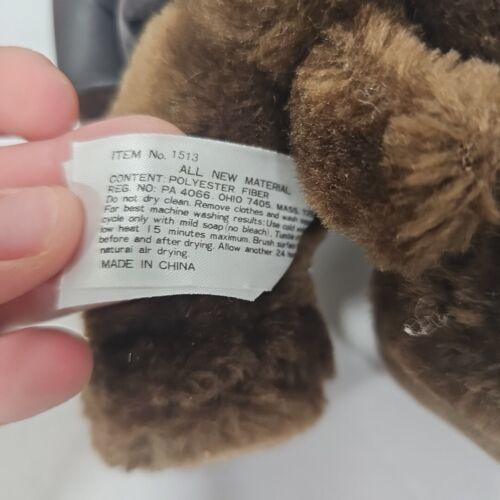 ITEM No. 1513
ALL NEW MATERIAL
CONTENT: POLYESTER FIBER
REG. NO: PA 4066. OHIO 7405. MASS.
Do not dry clean. Remove clothes and wash
For best machine washing results: Use cold
cycle only with mild soap (no bleach). Tumble
low heat 15 minutes maximum. Brush surface
before and after drying. Allow another 24
natural air drying.
MADE IN CHINA